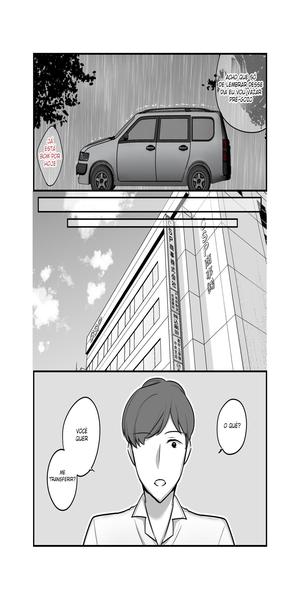 ACHO QUE SÓ
DE LEMBRAR DESSE
DIA EU VOU VAZAR
PRÉ-GOZO
JÁ
ESTÁ
BOM POR
HOJE
O QUÊ?
VOCÊ
QUER
ME
TRANSFERIR?